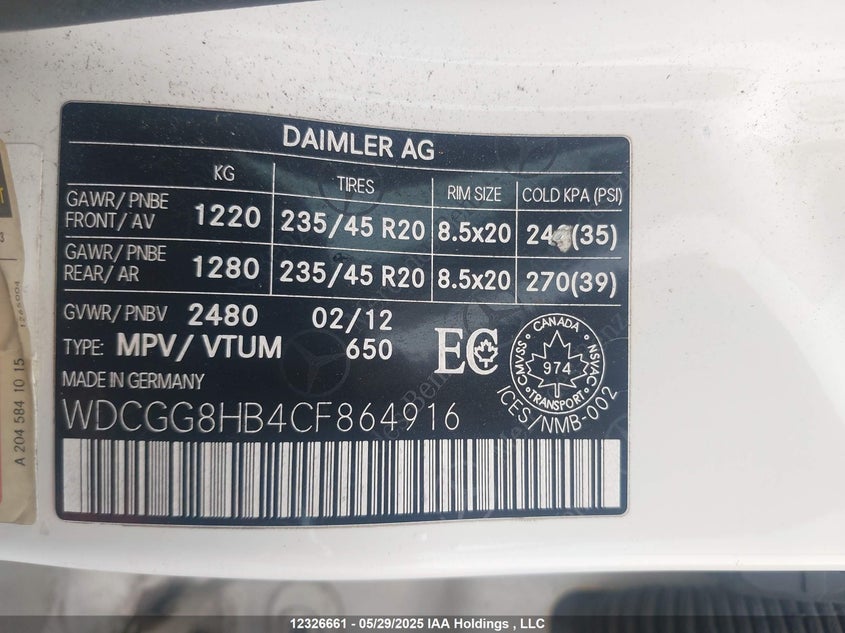 DAIMLER AG
KG TIRES RIM SIZE COLD KPA (PSI)
GAWR/ PNBE
FRONT/ AV 1220 235/45 R20 8.5x20 (35)
GAWR/ PNBE
REAR/ AR 1280 235/45 R20 8.5x20 270(39)
GVWR/ PNBV 2480 02/12
TYPE: MPV/ VTUM 650
EC
MADE IN GERMANY
WDCGG8HB4CF864916
CANADA
CMVSS
NSVAC
974
TRANSPORT
ICES/NMB-002
A 204 584 10 15
12326661 - 05/29/2025 IAA Holdings , LLC